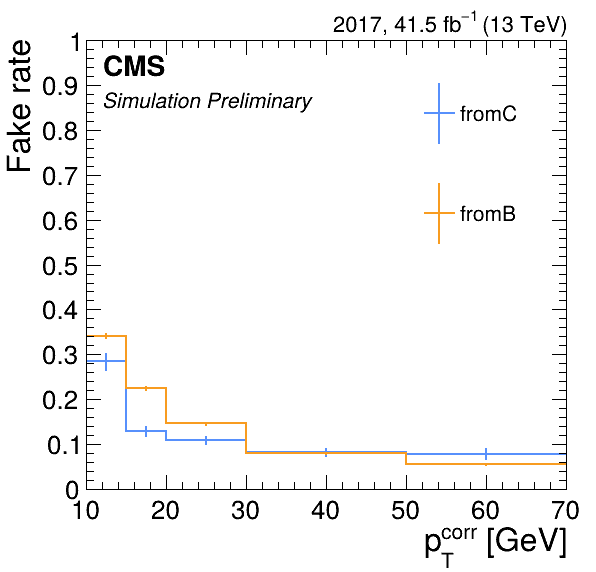 2017, 41.5 fb⁻¹ (13 TeV)
CMS
Simulation Preliminary
Fake rate
fromC
fromB
1
0.9
0.8
0.7
0.6
0.5
0.4
0.3
0.2
0.1
0
10 20 30 40 50 60 70
p_T^corr [GeV]